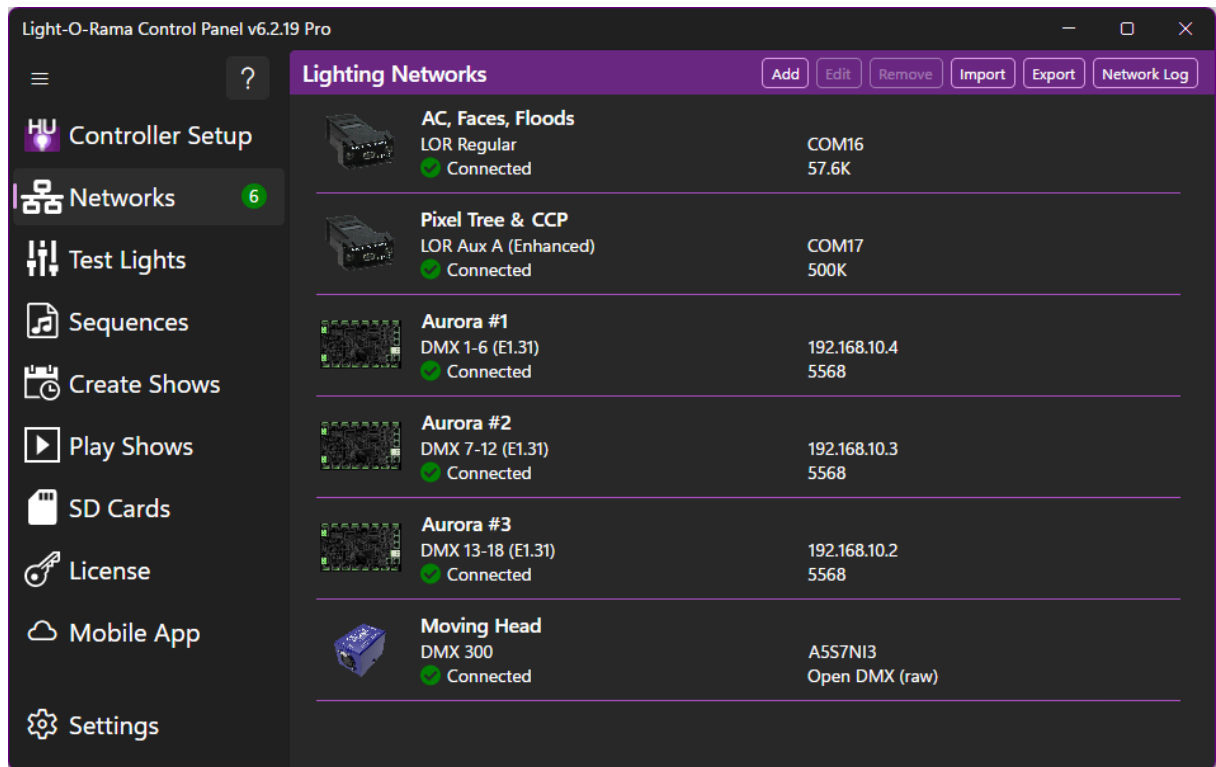 Light-O-Rama Control Panel v6.2.19 Pro
?
Lighting Networks
Add
Edit
Remove
Import
Export
Network Log
HU
Controller Setup
Networks
6
Test Lights
Sequences
Create Shows
Play Shows
SD Cards
License
Mobile App
Settings
AC, Faces, Floods
LOR Regular COM16
Connected 57.6K
Pixel Tree & CCP
LOR Aux A (Enhanced) COM17
Connected 500K
Aurora #1
DMX 1-6 (E1.31) 192.168.10.4
Connected 5568
Aurora #2
DMX 7-12 (E1.31) 192.168.10.3
Connected 5568
Aurora #3
DMX 13-18 (E1.31) 192.168.10.2
Connected 5568
Moving Head
DMX 300 A5S7NI3
Connected Open DMX (raw)